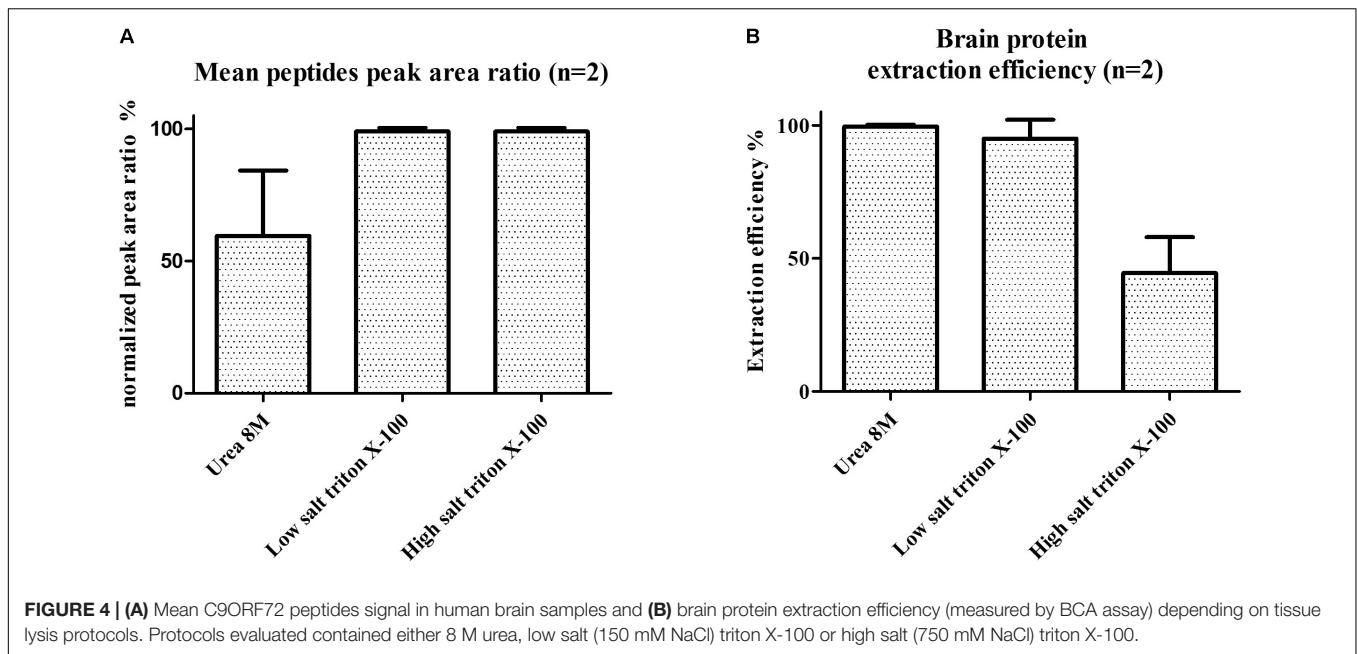 A
Mean peptides peak area ratio (n=2)
normalized peak area ratio %
100
50
0
Urea 8M
Low salt triton X-100
High salt triton X-100
B
Brain protein
extraction efficiency (n=2)
Extraction efficiency %
100
50
0
Urea 8M
Low salt triton X-100
High salt triton X-100
FIGURE 4 | (A) Mean C9ORF72 peptides signal in human brain samples and (B) brain protein extraction efficiency (measured by BCA assay) depending on tissue
lysis protocols. Protocols evaluated contained either 8 M urea, low salt (150 mM NaCl) triton X-100 or high salt (750 mM NaCl) triton X-100.